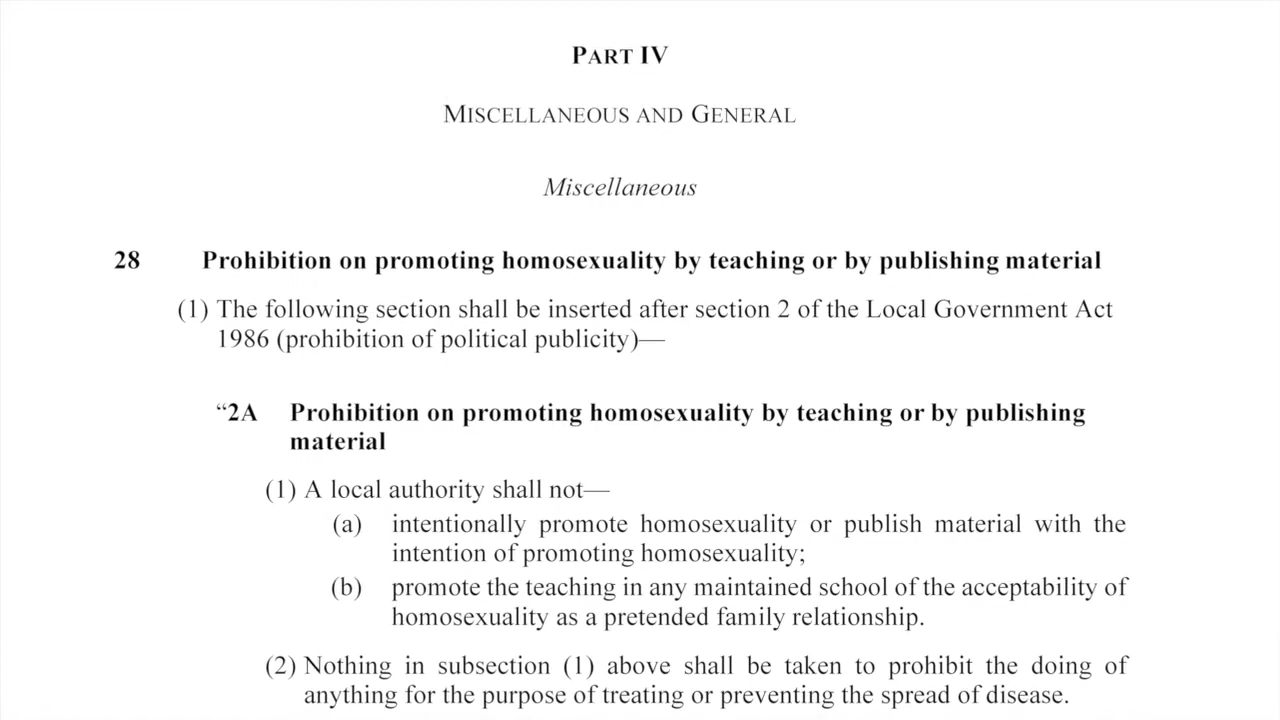 PART IV
MISCELLANEOUS AND GENERAL
Miscellaneous
28 Prohibition on promoting homosexuality by teaching or by publishing material
(1) The following section shall be inserted after section 2 of the Local Government Act
1986 (prohibition of political publicity)—
“2A Prohibition on promoting homosexuality by teaching or by publishing
material
(1) A local authority shall not—
(a) intentionally promote homosexuality or publish material with the
intention of promoting homosexuality;
(b) promote the teaching in any maintained school of the acceptability of
homosexuality as a pretended family relationship.
(2) Nothing in subsection (1) above shall be taken to prohibit the doing of
anything for the purpose of treating or preventing the spread of disease.